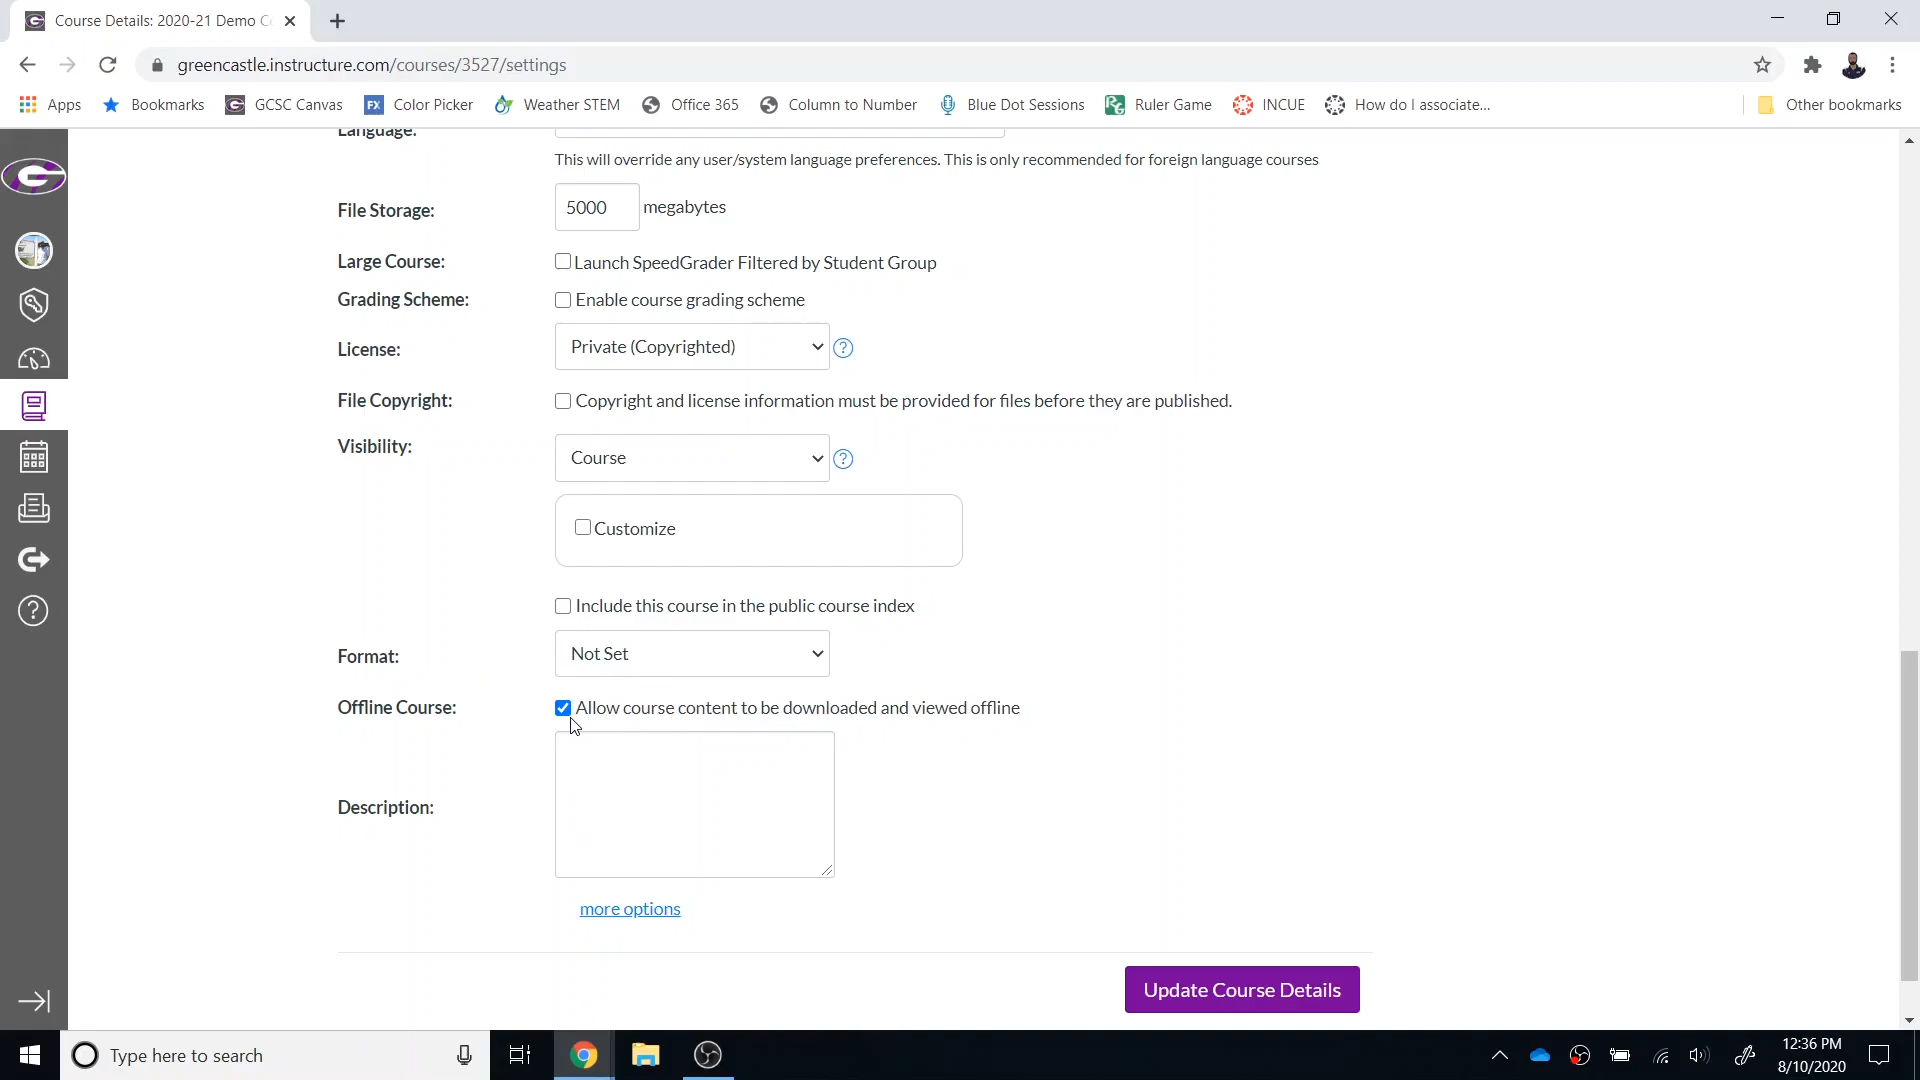 Course Details: 2020-21 Demo C
greencastle.instructure.com/courses/3527/settings
Apps Bookmarks GCSC Canvas FX Color Picker Weather STEM Office 365 Column to Number Blue Dot Sessions RG Ruler Game INCUE How do I associate... Other bookmarks
Language:
This will override any user/system language preferences. This is only recommended for foreign language courses
File Storage: 5000 megabytes
Large Course: Launch SpeedGrader Filtered by Student Group
Grading Scheme: Enable course grading scheme
License: Private (Copyrighted) ?
File Copyright: Copyright and license information must be provided for files before they are published.
Visibility: Course ?
Customize
Include this course in the public course index
Format: Not Set
Offline Course: Allow course content to be downloaded and viewed offline
Description:
more options
Update Course Details
Type here to search
12:36 PM
8/10/2020